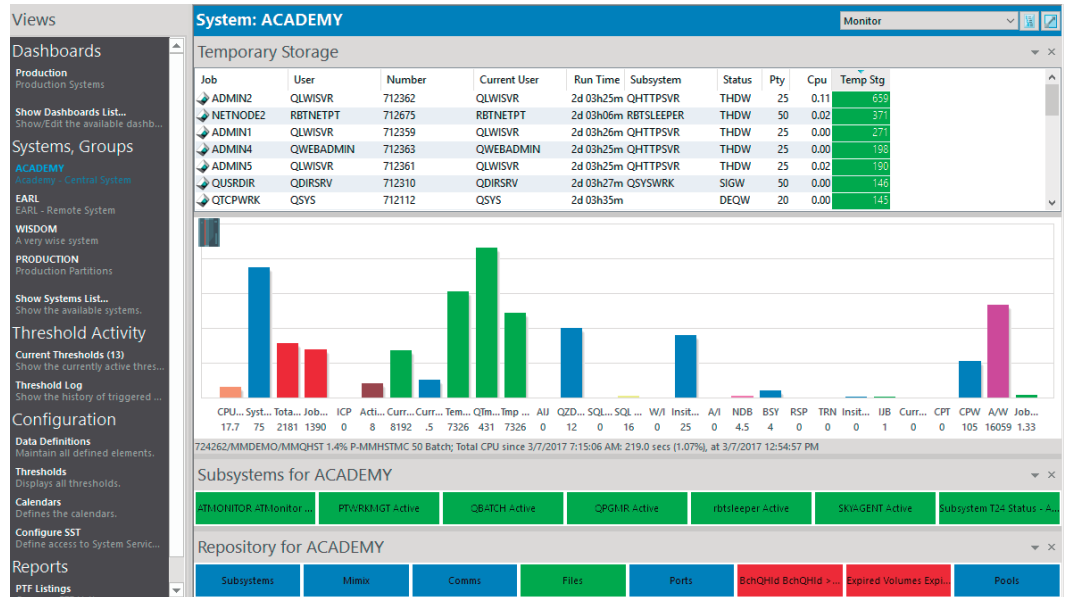 Views
Dashboards
Production
Production Systems
Show Dashboards List...
Show/Edit the available dashb...
Systems, Groups
ACADEMY
Academy - Central System
EARL
EARL - Remote System
WISDOM
A very wise system
PRODUCTION
Production Partitions
Show Systems List...
Show the available systems.
Threshold Activity
Current Thresholds (13)
Show the currently active thres...
Threshold Log
Show the history of triggered ...
Configuration
Data Definitions
Maintain all defined elements.
Thresholds
Displays all thresholds.
Calendars
Defines the calendars.
Configure SST
Define access to System Servic...
Reports
PTF Listings
System: ACADEMY
Monitor
Temporary Storage
Job User Number Current User Run Time Subsystem Status Pty Cpu Temp Stg
ADMIN2 QLWISVR 712362 QLWISVR 2d 03h25m QHTTPSVR THDW 25 0.11 659
NETNODE2 RBTNETPT 712675 RBTNETPT 2d 03h06m RBTSLEEPER THDW 50 0.02 371
ADMIN1 QLWISVR 712359 QLWISVR 2d 03h26m QHTTPSVR THDW 25 0.00 271
ADMIN4 QWEBADMIN 712363 QWEBADMIN 2d 03h25m QHTTPSVR THDW 25 0.00 198
ADMIN5 QLWISVR 712361 QLWISVR 2d 03h25m QHTTPSVR THDW 25 0.02 190
QUSRDIR QDIRSRV 712310 QDIRSRV 2d 03h27m QSYSWRK SIGW 50 0.00 146
QTCPWRK QSYS 712112 QSYS 2d 03h35m DEQW 20 0.00 145
CPU... Syst... Tota... Job... ICP Acti... Curr... Curr... Tem... QTm... Tmp ... AIJ QZD... SQL... SQL ... W/I Insit... A/I NDB BSY RSP TRN Insit... IJB Curr... CPT CPW A/W Job...
17.7 75 2181 1390 0 8 8192 .5 7326 431 7326 0 12 0 16 0 25 0 4.5 4 0 0 0 1 0 0 105 16059 1.33
724262/MMDEMO/MMQHST 1.4% P-MMHSTMC 50 Batch; Total CPU since 3/7/2017 7:15:06 AM: 219.0 secs (1.07%), at 3/7/2017 12:54:57 PM
Subsystems for ACADEMY
ATMONITOR ATMonitor ... PTWRKMGT Active QBATCH Active QPGMR Active rbtsleeper Active SKYAGENT Active Subsystem T24 Status - A...
Repository for ACADEMY
Subsystems Mimix Comms Files Ports BchQHld BchQHld >... Expired Volumes Expi... Pools